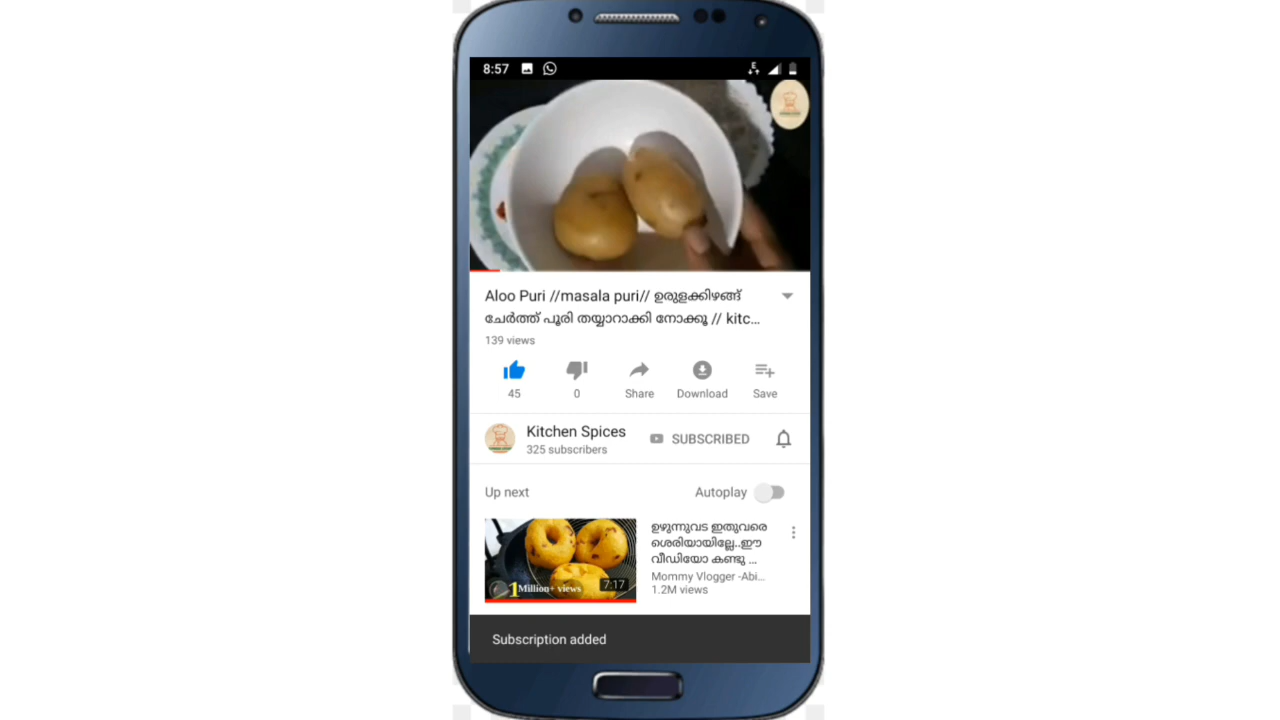 8:57
E
Aloo Puri //masala puri// ഉരുളക്കിഴങ്ങ്
ചേർത്ത് പൂരി തയ്യാറാക്കി നോക്കൂ // kitc...
139 views
45
0
Share
Download
Save
Kitchen Spices
325 subscribers
SUBSCRIBED
Up next
Autoplay
1 Million+ views
7:17
ഉഴുന്നുവട ഇതുവരെ
ശെരിയായില്ലേ..ഈ
വീഡിയോ കണ്ടു ...
Mommy Vlogger -Abi...
1.2M views
Subscription added